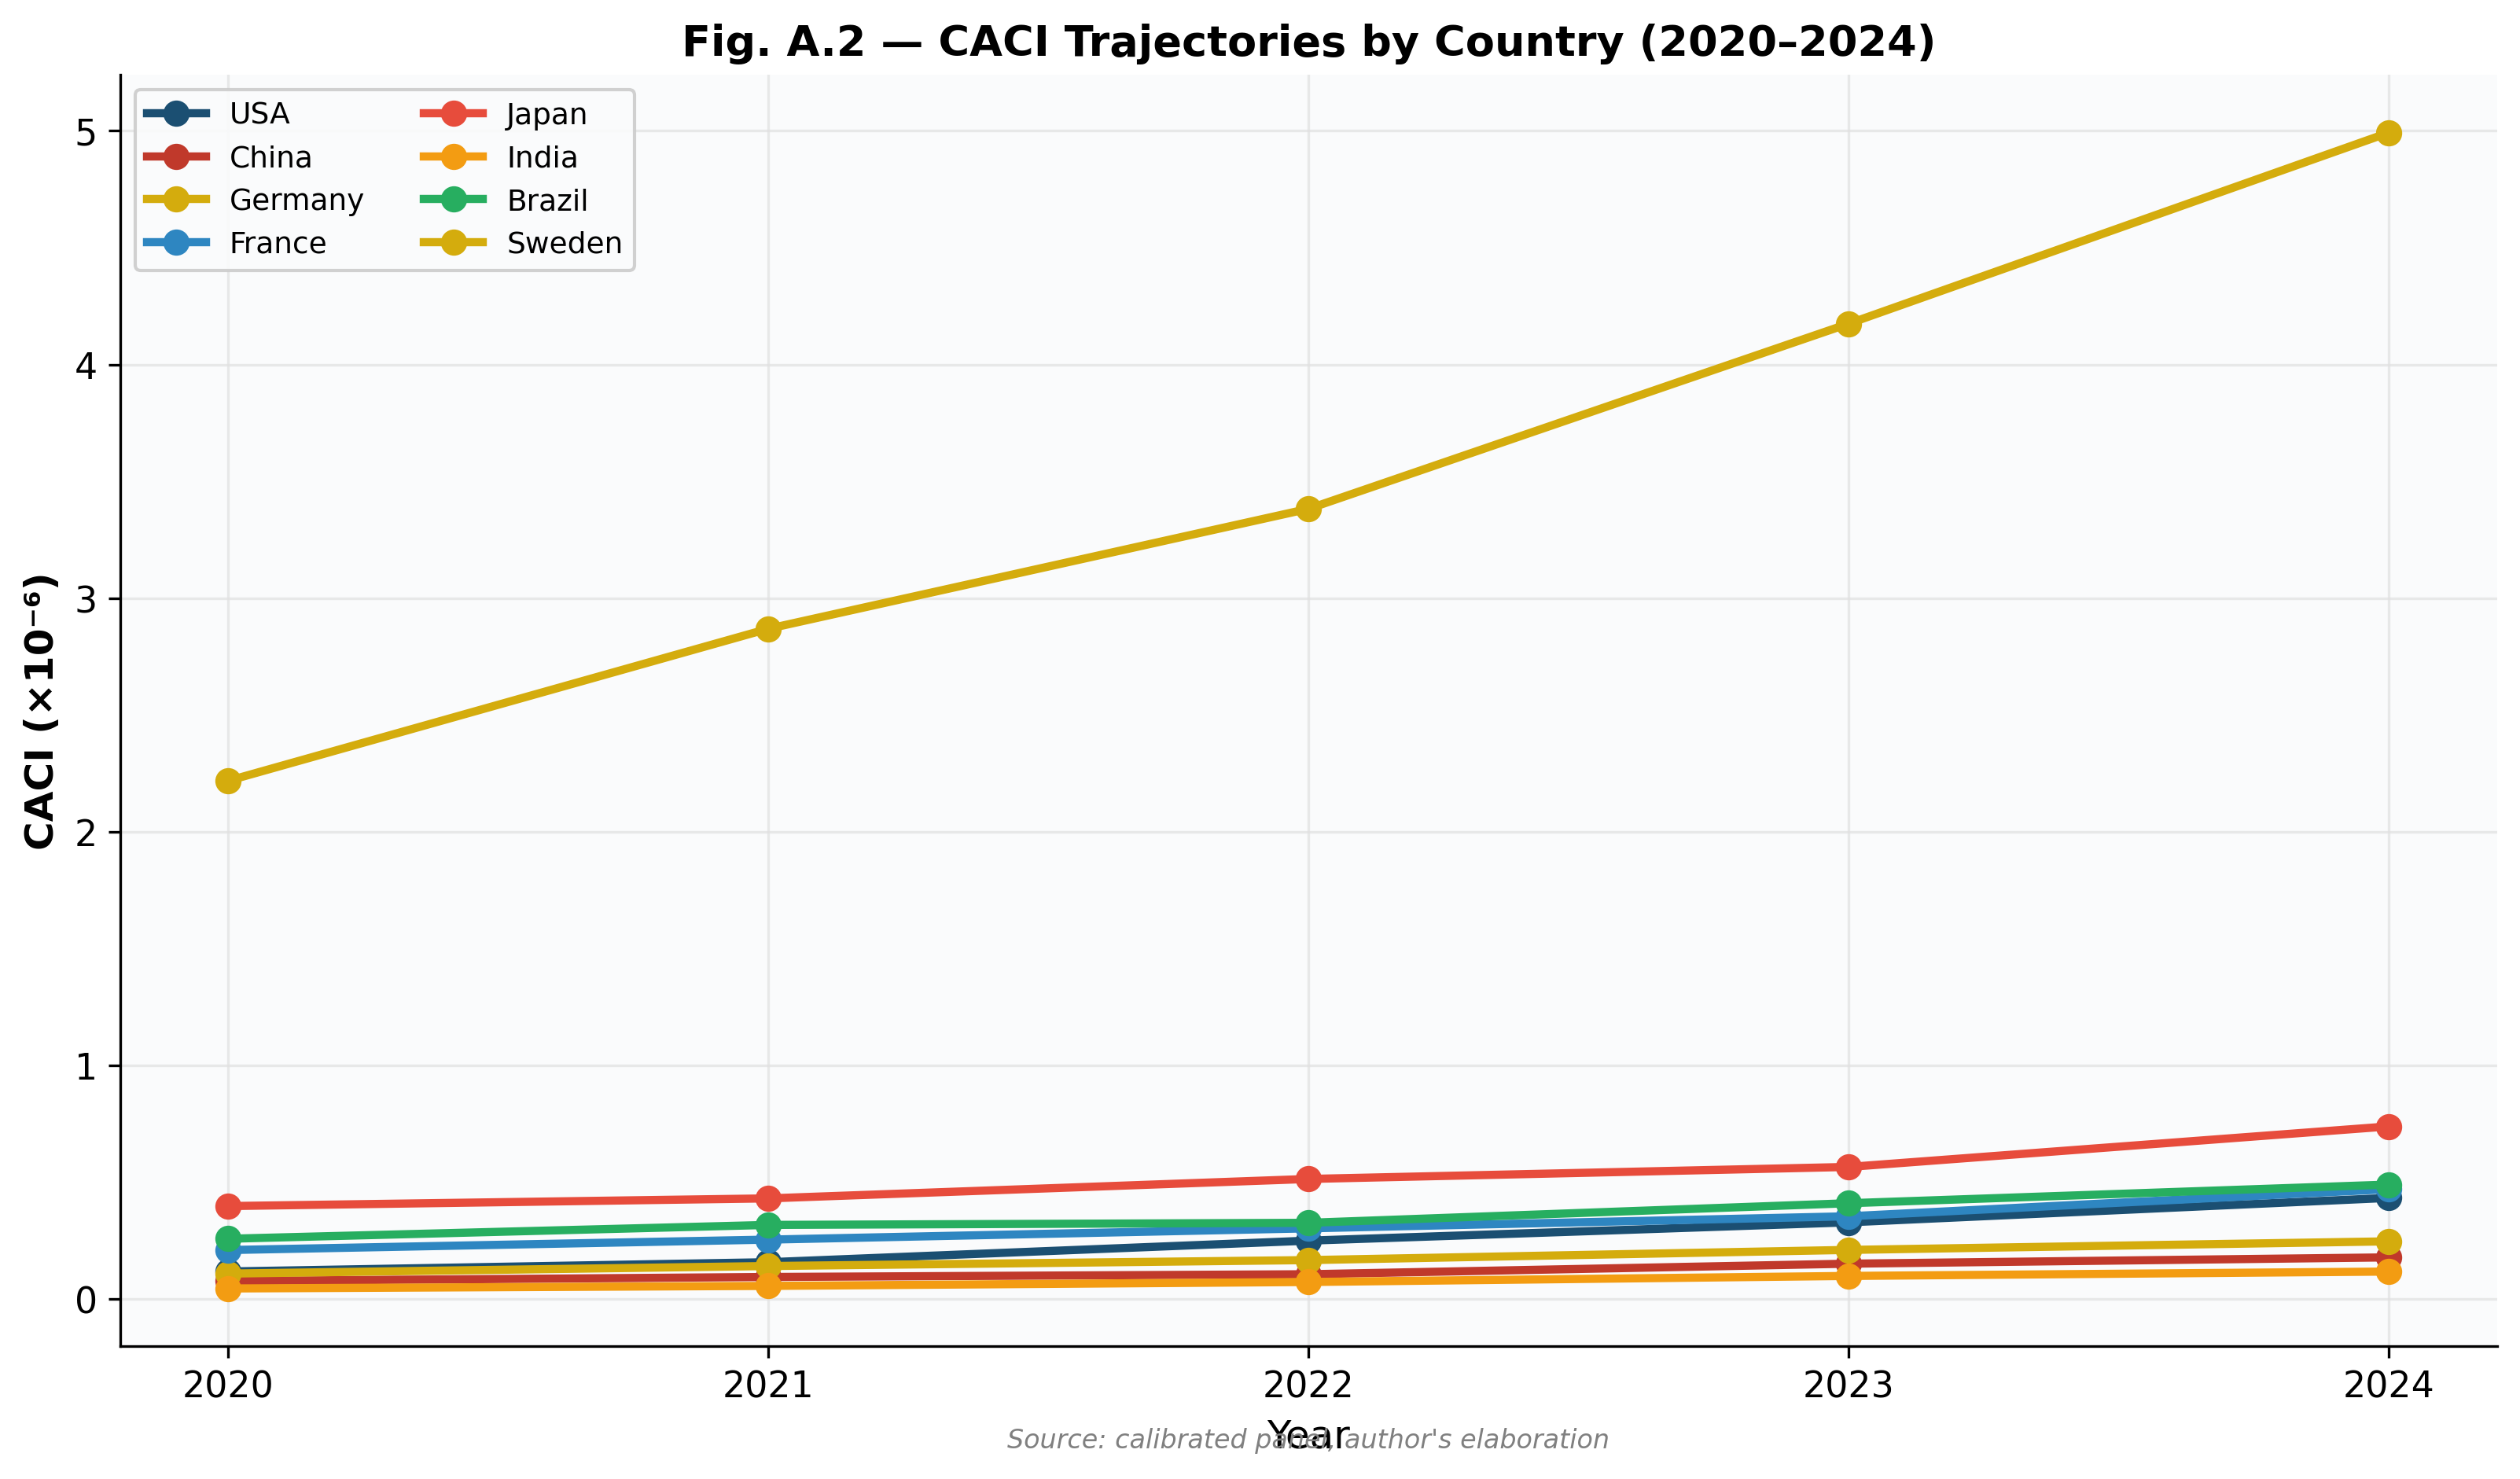 Fig. A.2 — CACI Trajectories by Country (2020–2024)
USA
China
Germany
France
Japan
India
Brazil
Sweden
CACI (×10⁻⁶)
5
4
3
2
1
0
2020 2021 2022 2023 2024
Year
Source: calibrated panel, author's elaboration